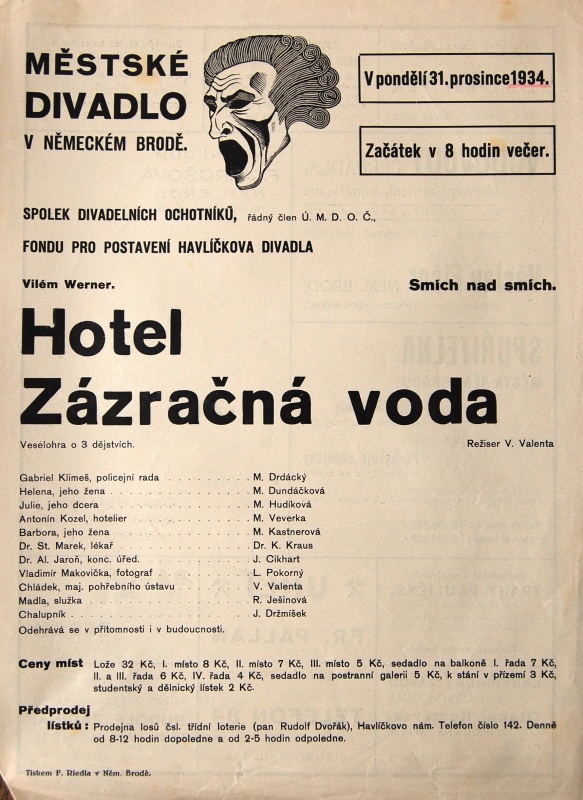 MĚSTSKÉ
DIVADLO
V NĚMECKÉM BRODĚ.
V pondělí 31. prosince 1934.
Začátek v 8 hodin večer.
SPOLEK DIVADELNÍCH OCHOTNÍKŮ, řádný člen Ú. M. D. O. Č.,
FONDU PRO POSTAVENÍ HAVLÍČKOVA DIVADLA
Vilém Werner. Smích nad smích.
Hotel
Zázračná voda
Veselohra o 3 dějstvích. Režiser V. Valenta
Gabriel Klimeš, policejní rada . . . . . . . . . . M. Drdácký
Helena, jeho žena . . . . . . . . . . . . . . . . M. Dundáčková
Julie, jeho dcera . . . . . . . . . . . . . . . . M. Hudíková
Antonín Kozel, hotelier . . . . . . . . . . . . . M. Veverka
Barbora, jeho žena . . . . . . . . . . . . . . . M. Kastnerová
Dr. St. Marek, lékař . . . . . . . . . . . . . . Dr. K. Kraus
Dr. Al. Jaroň, konc. úřed. . . . . . . . . . . . J. Cikhart
Vladimír Makovička, fotograf . . . . . . . . . . L. Pokorný
Chládek, maj. pohřebního ústavu . . . . . . . . V. Valenta
Madla, služka . . . . . . . . . . . . . . . . . R. Ješinová
Chalupník . . . . . . . . . . . . . . . . . . . J. Držmíšek
Odehrává se v přítomnosti i v budoucnosti.
Ceny míst Lože 32 Kč, I. místo 8 Kč, II. místo 7 Kč, III. místo 5 Kč, sedadlo na balkoně I. řada 7 Kč,
II. a III. řada 6 Kč, IV. řada 4 Kč, sedadlo na postranní galerii 5 Kč, k stání v přízemí 3 Kč,
studentský a dělnický lístek 2 Kč.
Předprodej
lístků: Prodejna losů čsl. třídní loterie (pan Rudolf Dvořák), Havlíčkovo nám. Telefon číslo 142. Denně
od 8-12 hodin dopoledne a od 2-5 hodin odpoledne.
Tiskem F. Riedla v Něm. Brodě.